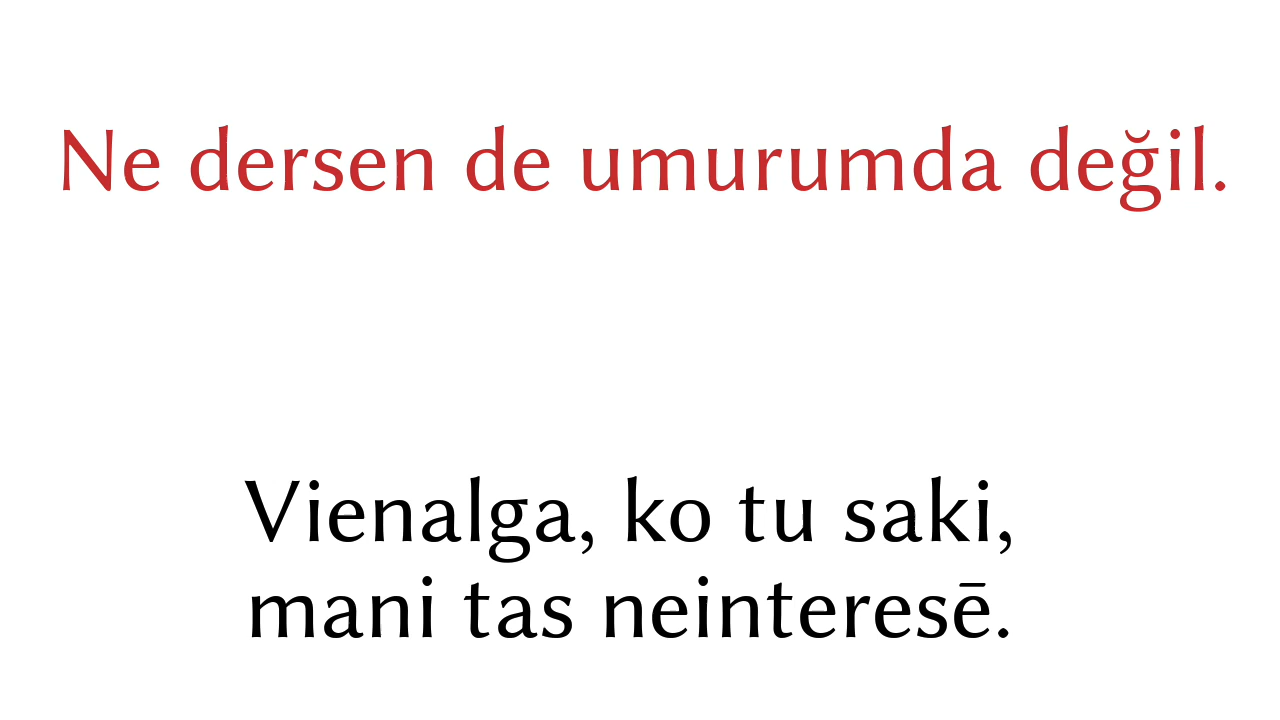 Ne dersen de umurumda değil.
Vienalga, ko tu saki,
mani tas neinteresē.